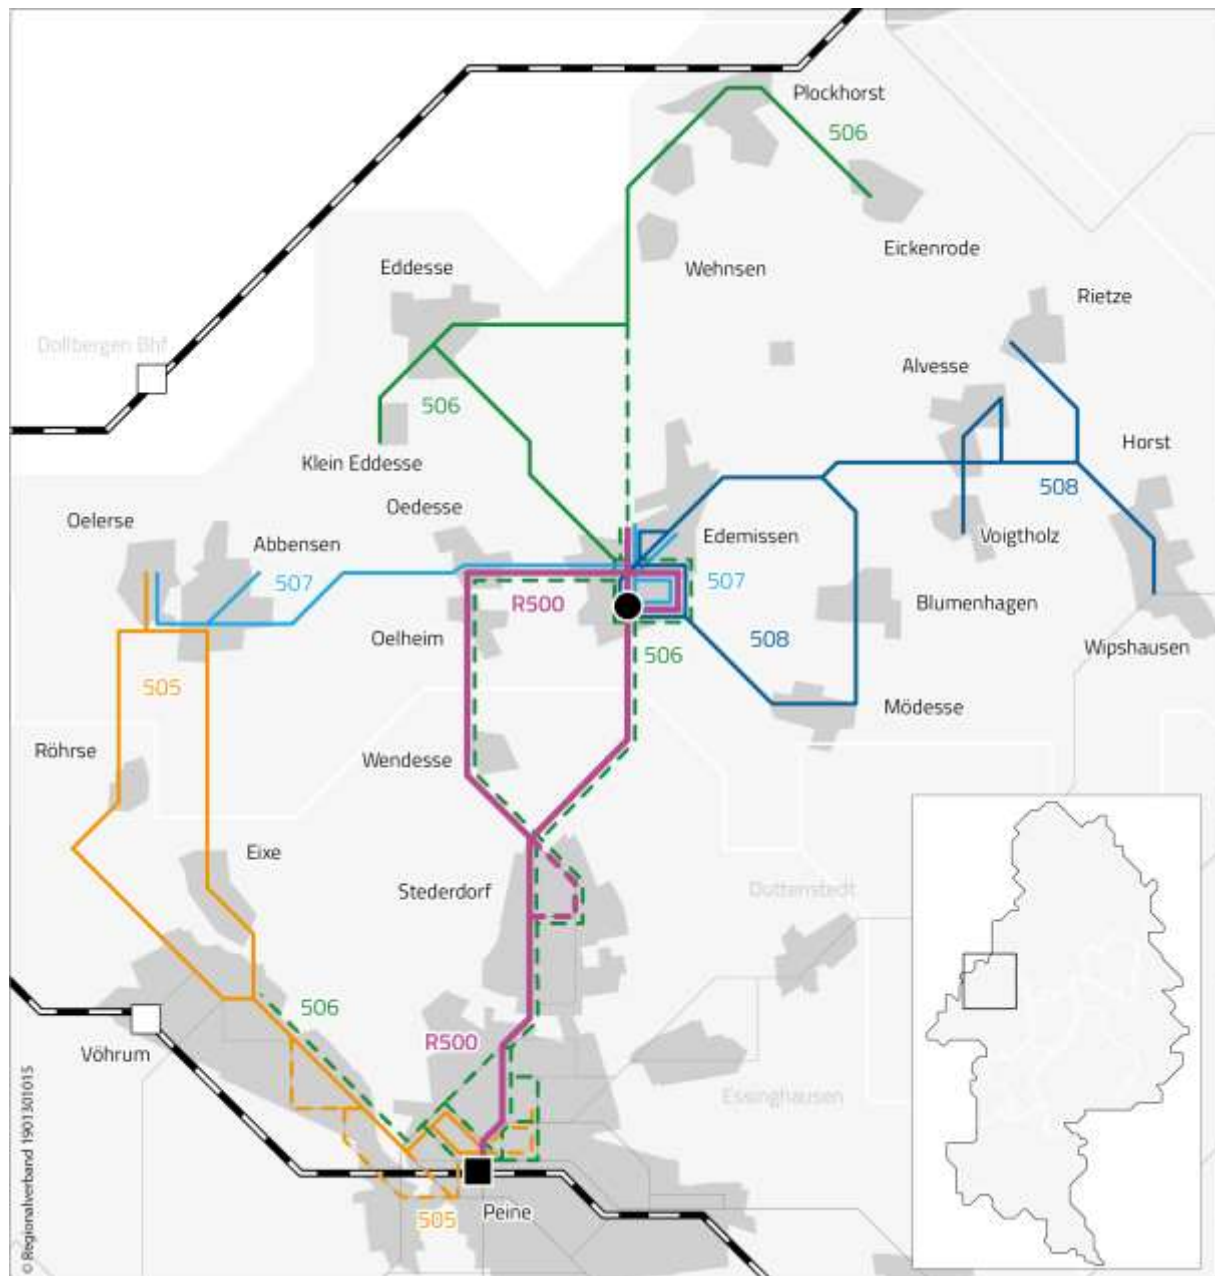 Plockhorst
506
Eickenrode
Wehnsen
Eddesse
Rietze
Dollbergen Bhf
Alvesse
506
Horst
Klein Eddesse
508
Oedesse
Oelerse
Abbensen
Edemissen
Voigtholz
507
507
R500
Blumenhagen
Oelheim
506
508
Wipshausen
505
Mödesse
Röhrse
Wendesse
Eixe
Stederdorf
Duttenstedt
506
R500
Vöhrum
Essinghausen
505
Peine
© Regionalverband 1901301015